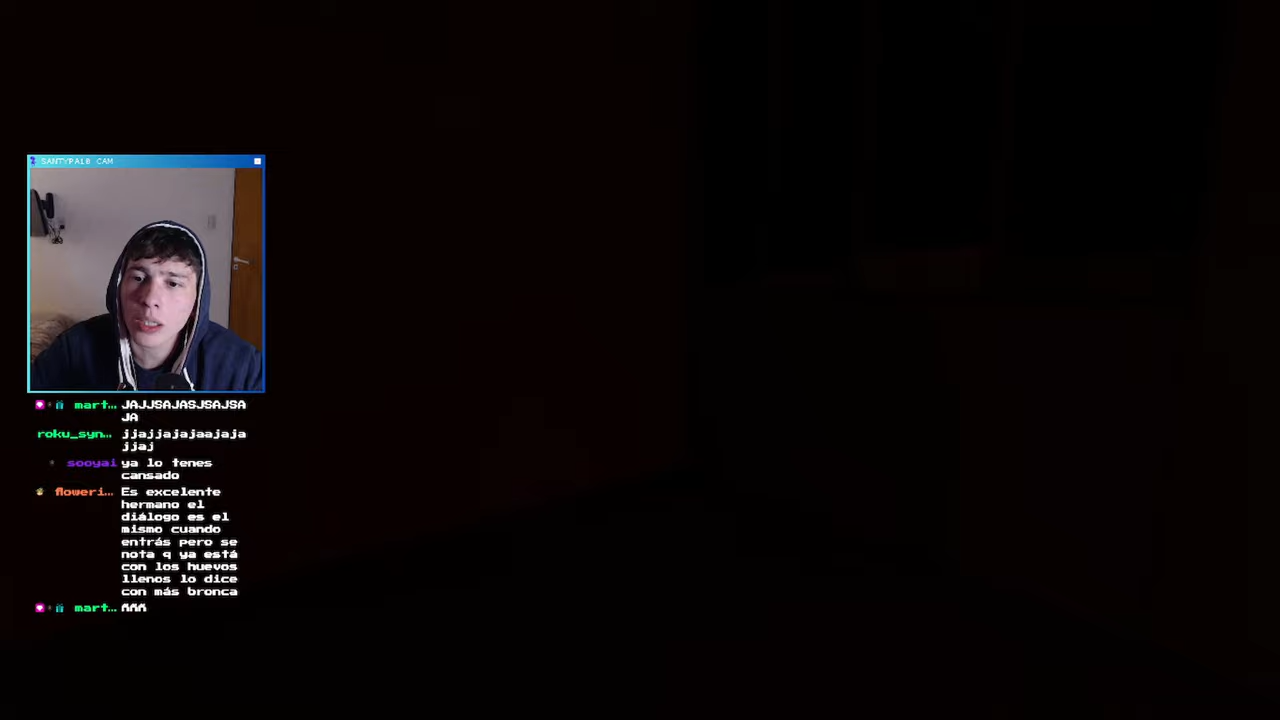 SANTYPALB CAM
mart… JAJJSAJASJSAJSA
JA
roku_syn… jjajjajajaajaja
jjaj
sooyai ya lo tenes
cansado
floweri… Es excelente
hermano el
diálogo es el
mismo cuando
entrás pero se
nota q ya está
con los huevos
llenos lo dice
con más bronca
mart… ÑÑÑ